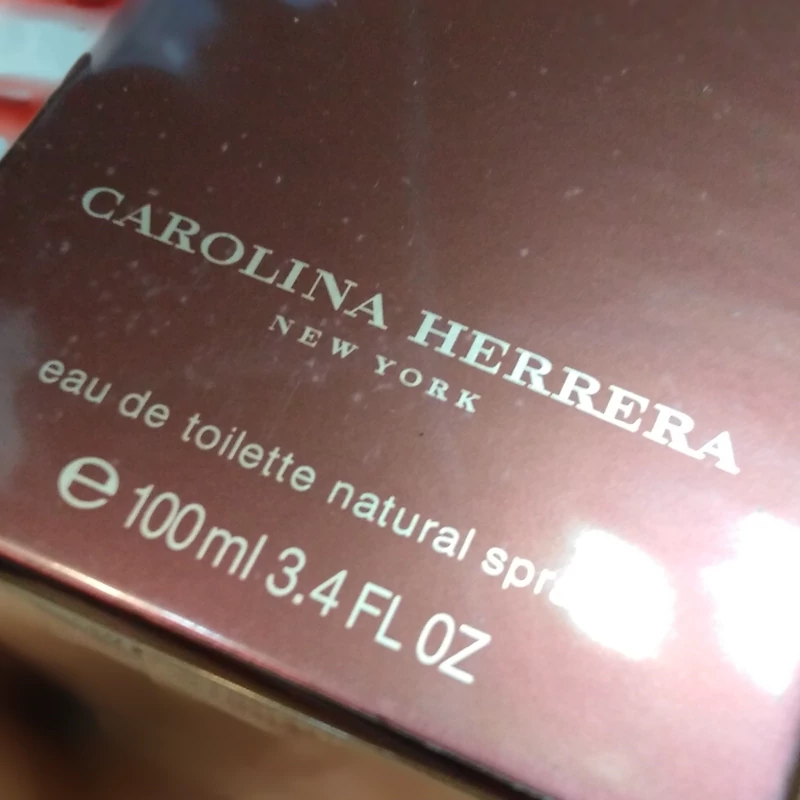 CAROLINA HERRERA
NEW YORK
eau de toilette natural
e 100ml 3.4 FL OZ